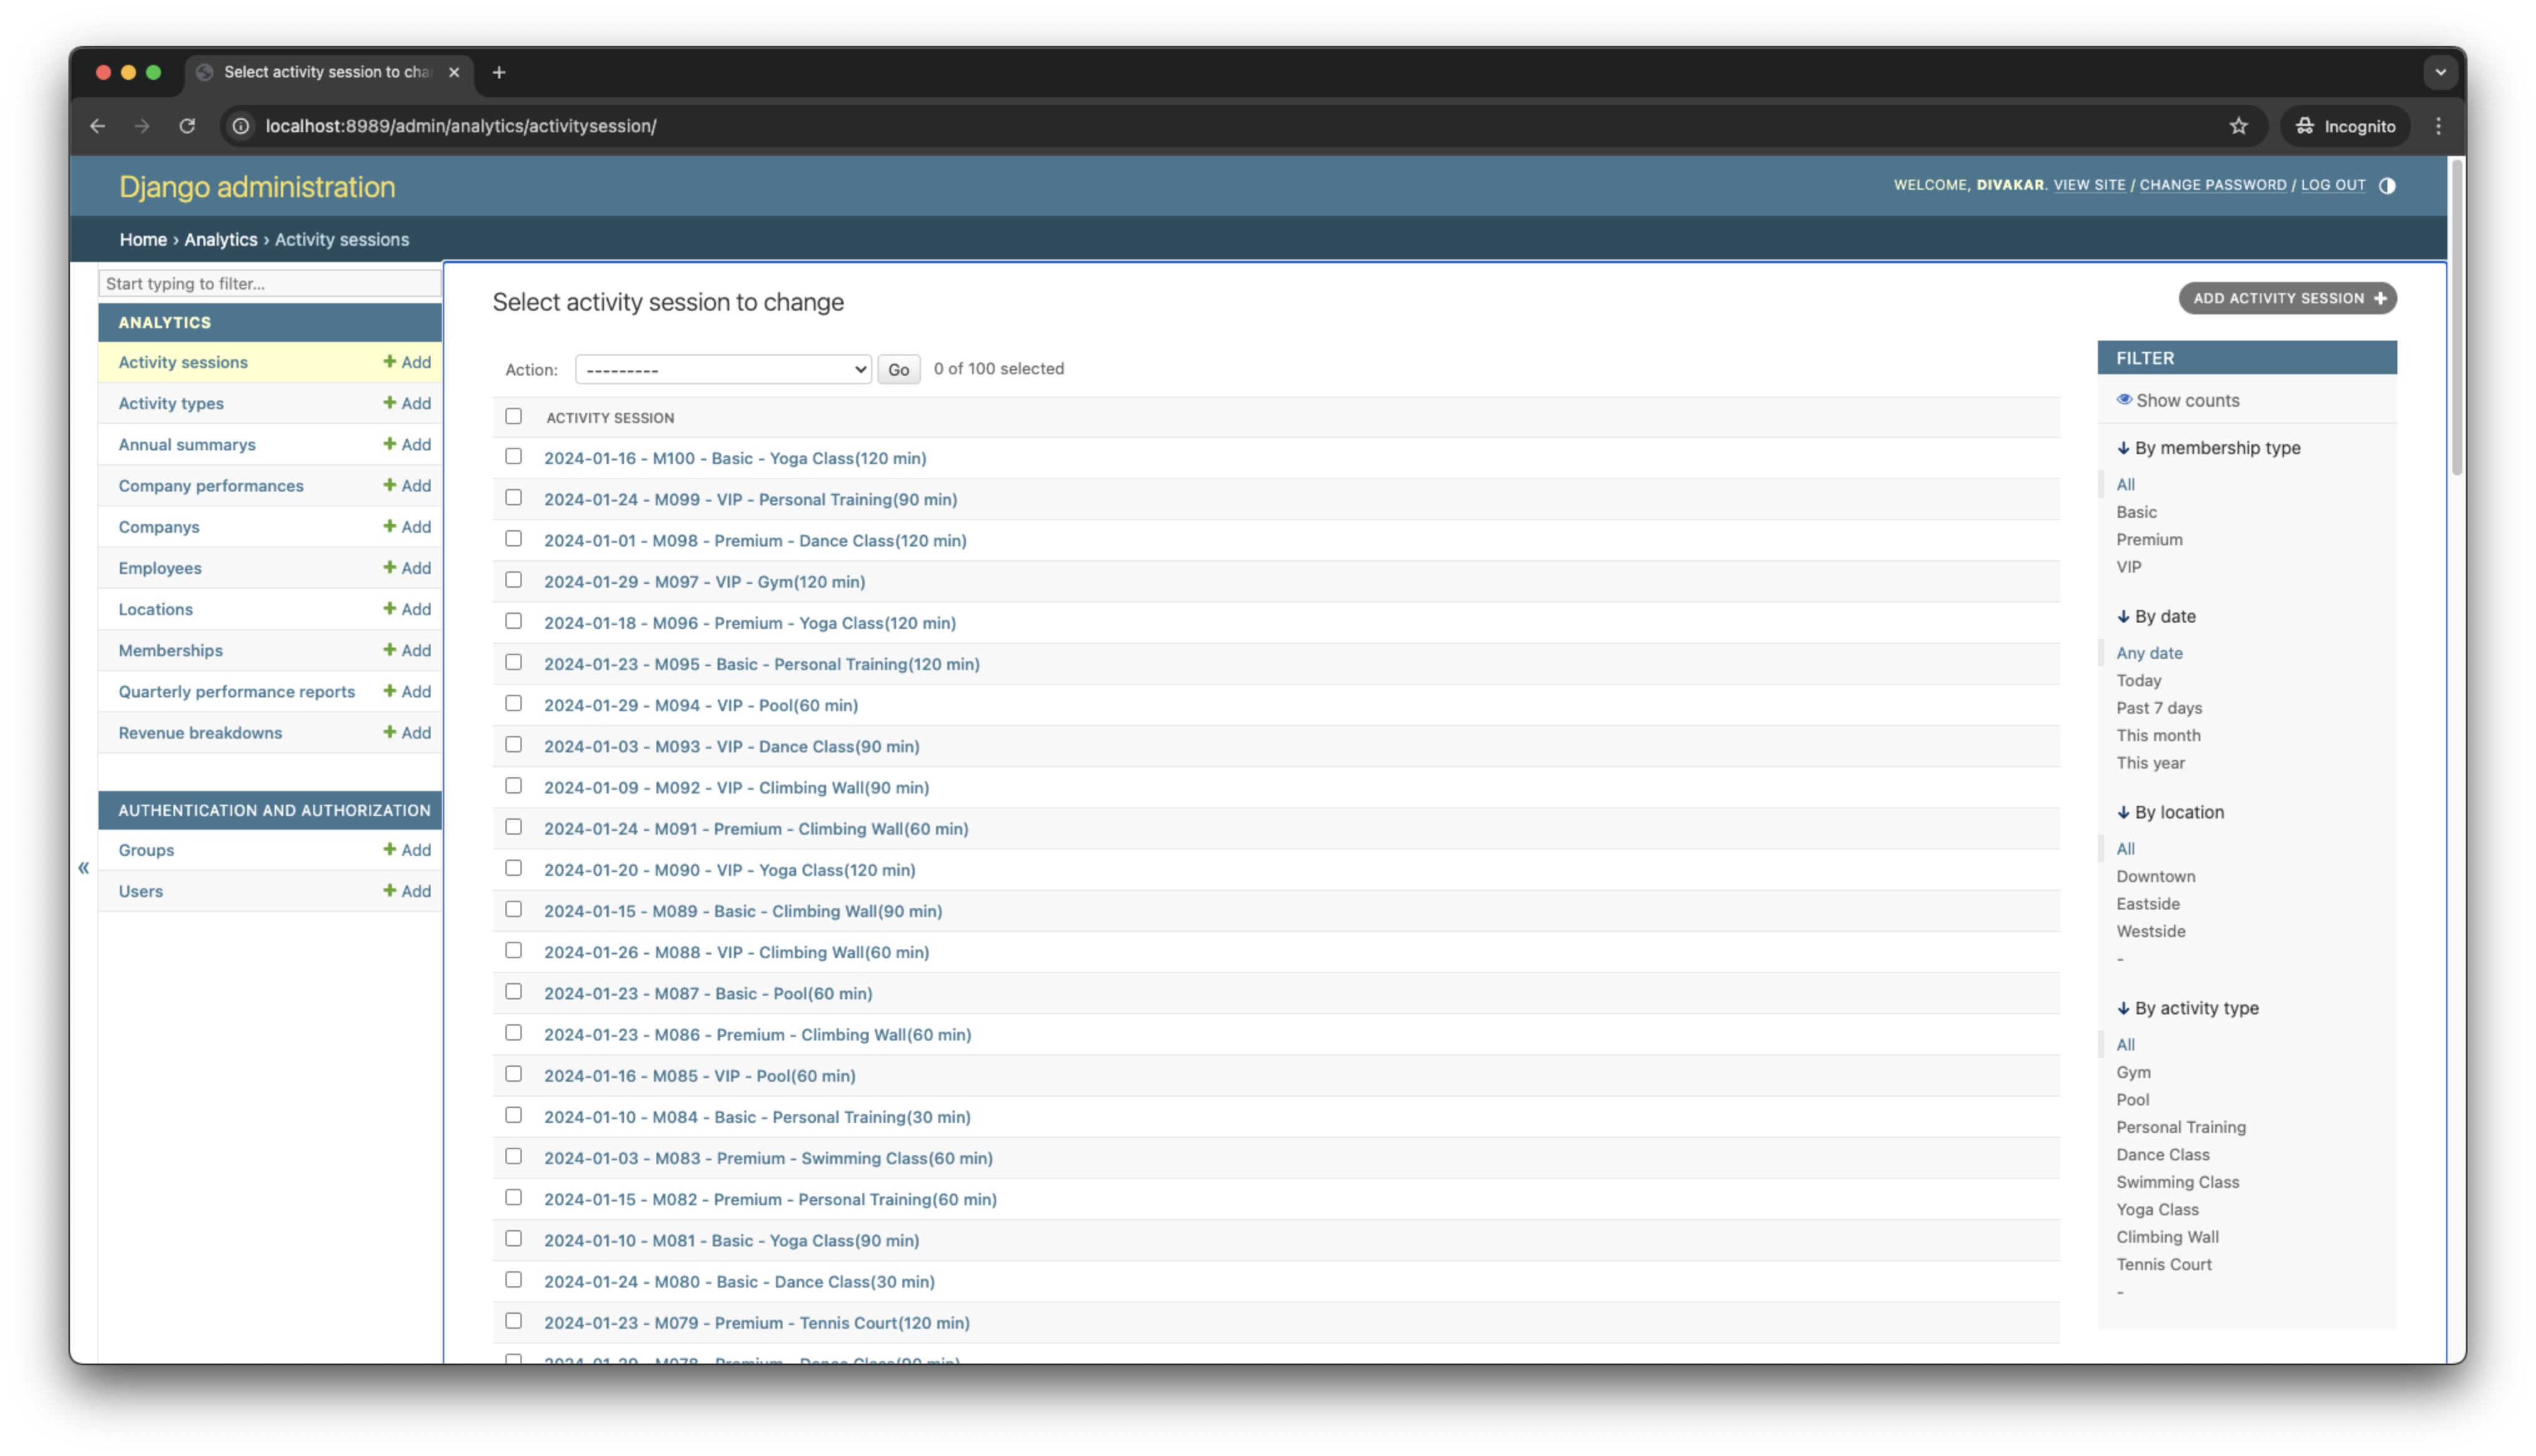 Select activity session to cha
localhost:8989/admin/analytics/activitysession/
Incognito
Django administration
WELCOME, DIVAKAR. VIEW SITE / CHANGE PASSWORD / LOG OUT
Home › Analytics › Activity sessions
Start typing to filter...
ANALYTICS
Activity sessions + Add
Activity types + Add
Annual summarys + Add
Company performances + Add
Companys + Add
Employees + Add
Locations + Add
Memberships + Add
Quarterly performance reports + Add
Revenue breakdowns + Add
AUTHENTICATION AND AUTHORIZATION
Groups + Add
Users + Add
«
Select activity session to change
ADD ACTIVITY SESSION +
Action: --------- Go 0 of 100 selected
ACTIVITY SESSION
2024-01-16 - M100 - Basic - Yoga Class(120 min)
2024-01-24 - M099 - VIP - Personal Training(90 min)
2024-01-01 - M098 - Premium - Dance Class(120 min)
2024-01-29 - M097 - VIP - Gym(120 min)
2024-01-18 - M096 - Premium - Yoga Class(120 min)
2024-01-23 - M095 - Basic - Personal Training(120 min)
2024-01-29 - M094 - VIP - Pool(60 min)
2024-01-03 - M093 - VIP - Dance Class(90 min)
2024-01-09 - M092 - VIP - Climbing Wall(90 min)
2024-01-24 - M091 - Premium - Climbing Wall(60 min)
2024-01-20 - M090 - VIP - Yoga Class(120 min)
2024-01-15 - M089 - Basic - Climbing Wall(90 min)
2024-01-26 - M088 - VIP - Climbing Wall(60 min)
2024-01-23 - M087 - Basic - Pool(60 min)
2024-01-23 - M086 - Premium - Climbing Wall(60 min)
2024-01-16 - M085 - VIP - Pool(60 min)
2024-01-10 - M084 - Basic - Personal Training(30 min)
2024-01-03 - M083 - Premium - Swimming Class(60 min)
2024-01-15 - M082 - Premium - Personal Training(60 min)
2024-01-10 - M081 - Basic - Yoga Class(90 min)
2024-01-24 - M080 - Basic - Dance Class(30 min)
2024-01-23 - M079 - Premium - Tennis Court(120 min)
M078 - Premium - Dance Class(90 min)
FILTER
Show counts
↓ By membership type
All
Basic
Premium
VIP
↓ By date
Any date
Today
Past 7 days
This month
This year
↓ By location
All
Downtown
Eastside
Westside
-
↓ By activity type
All
Gym
Pool
Personal Training
Dance Class
Swimming Class
Yoga Class
Climbing Wall
Tennis Court
-